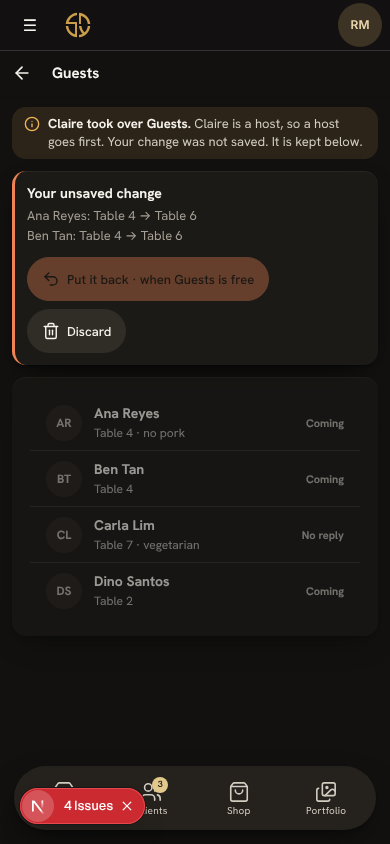 RM
Guests
Claire took over Guests. Claire is a host, so a host
goes first. Your change was not saved. It is kept below.
Your unsaved change
Ana Reyes: Table 4 → Table 6
Ben Tan: Table 4 → Table 6
Put it back · when Guests is free
Discard
AR
Ana Reyes
Table 4 · no pork
Coming
BT
Ben Tan
Table 4
Coming
CL
Carla Lim
Table 7 · vegetarian
No reply
DS
Dino Santos
Table 2
Coming
3
Shop
Portfolio
N
4 Issues